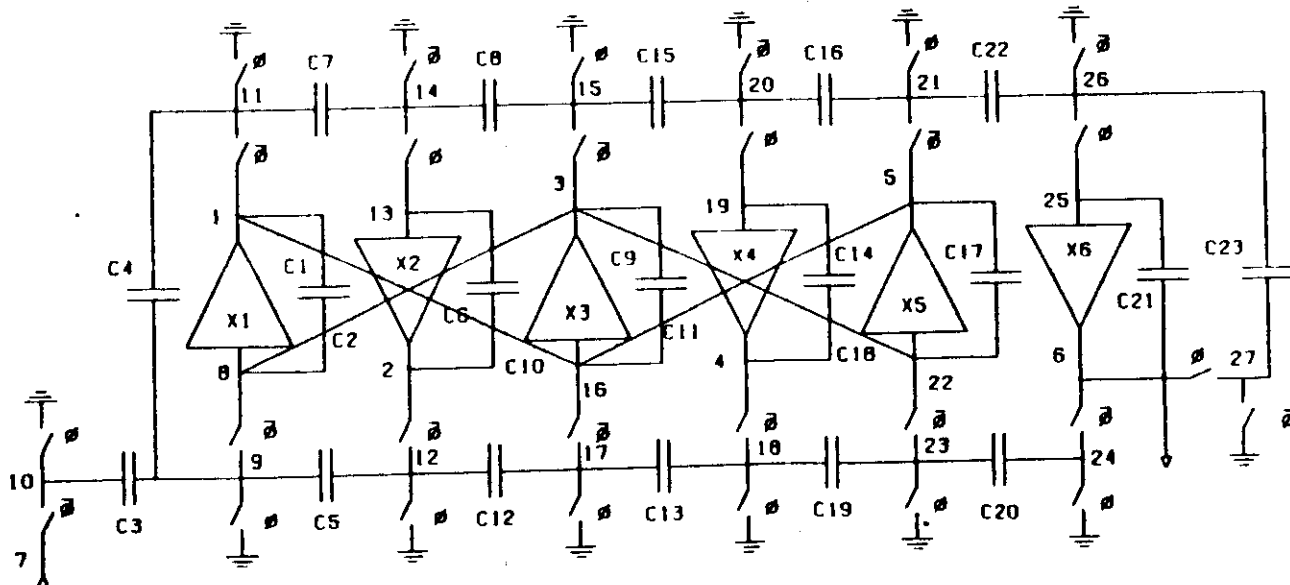 ø ø̄ ø ø̄ ø ø̄
C7 C8 C15 C16 C22
11 14 15 20 21 26
ø̄ ø ø̄ ø ø̄ ø
1 13 3 19 5 25
C4 C1 X2 C9 X4 C14 C17 X6 C23
C6 C21
X1 C2 X3 C11 X5
8 2 C10 4 C18 6 ø 27
16 22
ø ø̄ ø̄ ø̄ ø̄ ø̄ ø̄ ø̄
10 9 12 17 18 23 24
ø̄ C3 ø C5 ø C12 ø C13 ø C19 ø C20 ø
7